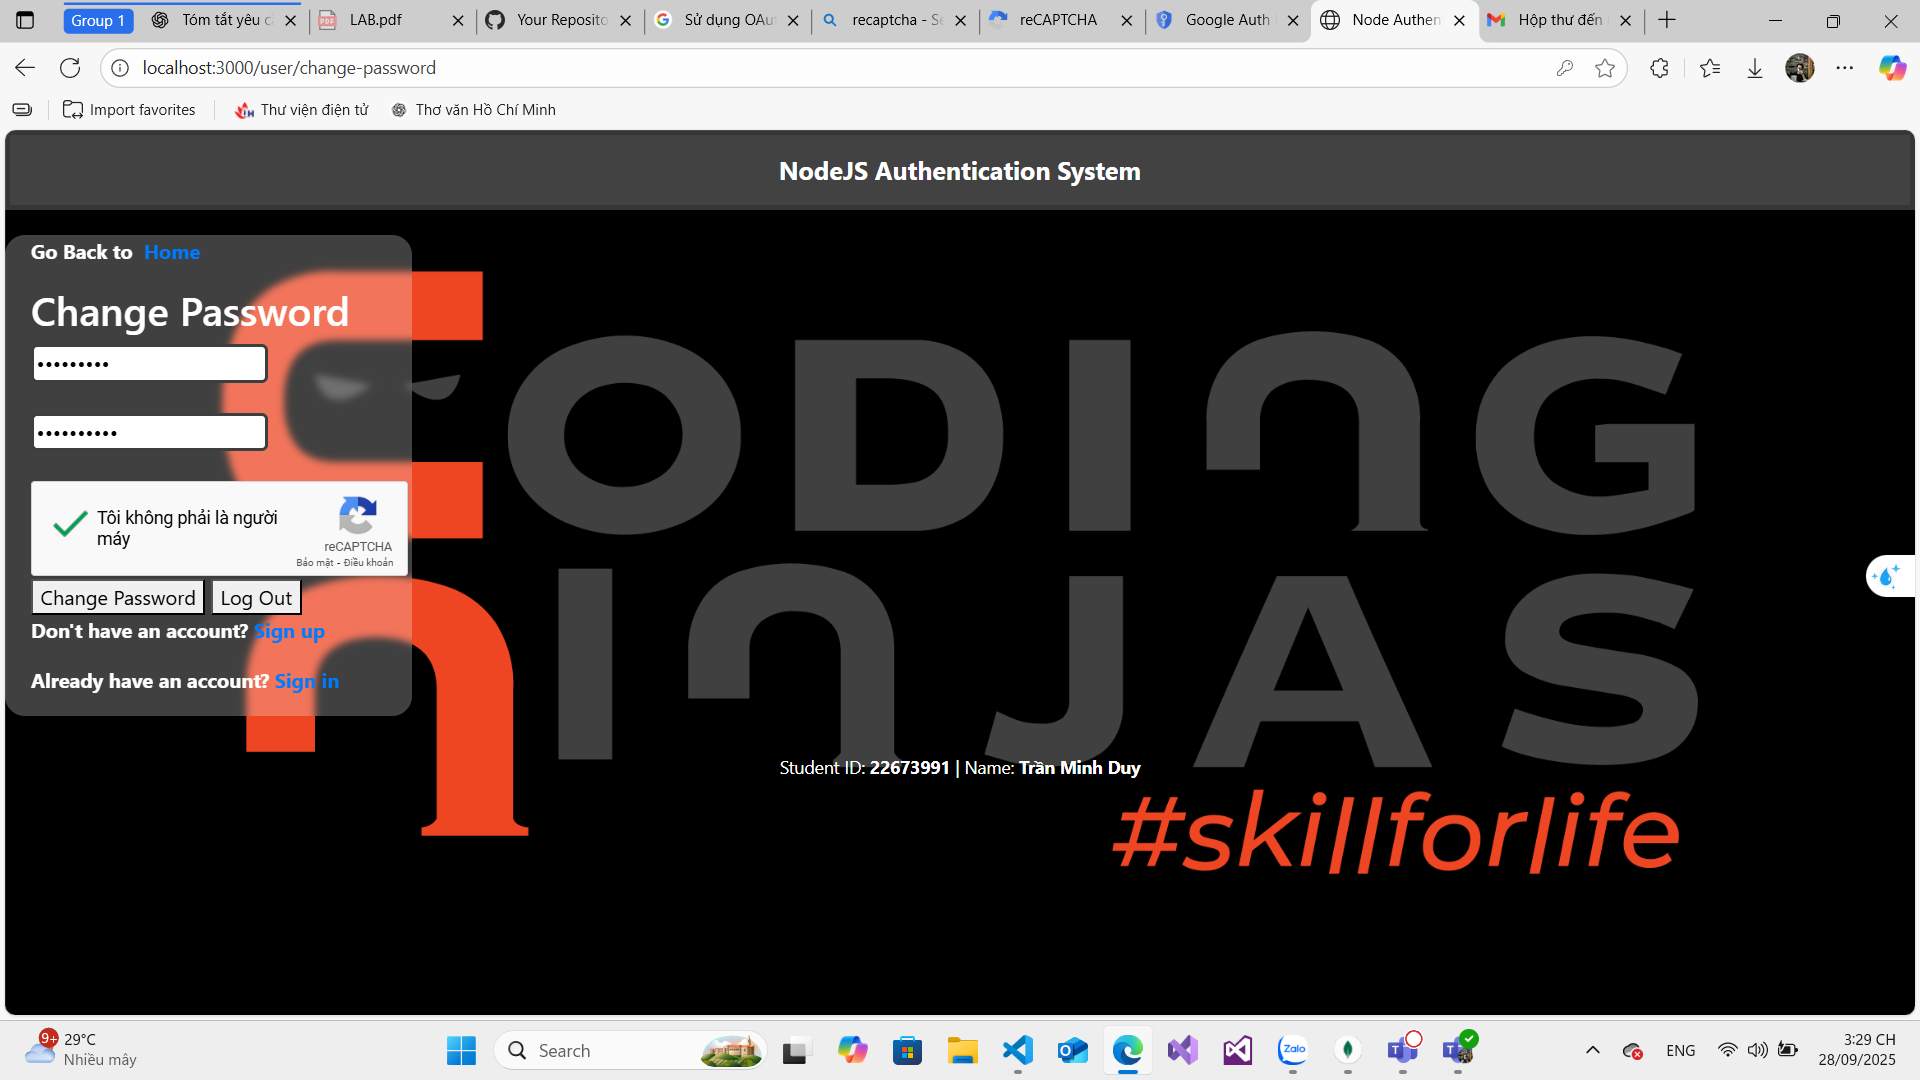 Group 1
Tóm tắt yêu c
LAB.pdf
Your Reposito
Sử dụng OAu
recaptcha - Se
reCAPTCHA
Google Auth
Node Authen
Hộp thư đến
localhost:3000/user/change-password
Import favorites
Thư viện điện tử
Thơ văn Hồ Chí Minh
NodeJS Authentication System
Go Back to Home
Change Password
•••••••••
••••••••••
Tôi không phải là người
máy
reCAPTCHA
Bảo mật - Điều khoản
Change Password
Log Out
Don't have an account? Sign up
Already have an account? Sign in
CODING
NINJAS
Student ID: 22673991 | Name: Trần Minh Duy
#skillforlife
9+
29°C
Nhiều mây
Search
Zalo
ENG
3:29 CH
28/09/2025